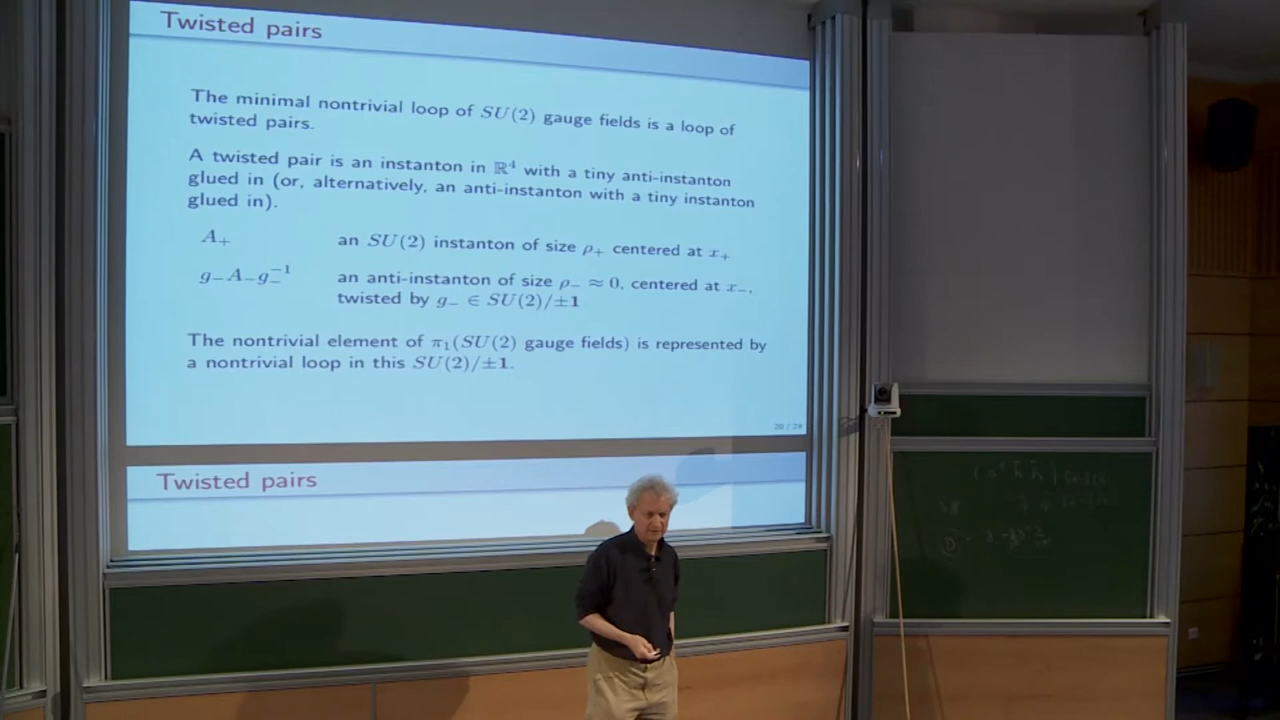 Twisted pairs
The minimal nontrivial loop of SU(2) gauge fields is a loop of
twisted pairs.
A twisted pair is an instanton in ℝ⁴ with a tiny anti-instanton
glued in (or, alternatively, an anti-instanton with a tiny instanton
glued in).
A₊ an SU(2) instanton of size ρ₊ centered at x₊
g₋A₋g₋⁻¹ an anti-instanton of size ρ₋ ≈ 0, centered at x₋,
twisted by g₋ ∈ SU(2)/±1
The nontrivial element of π₁(SU(2) gauge fields) is represented by
a nontrivial loop in this SU(2)/±1.
20 / 24
Twisted pairs